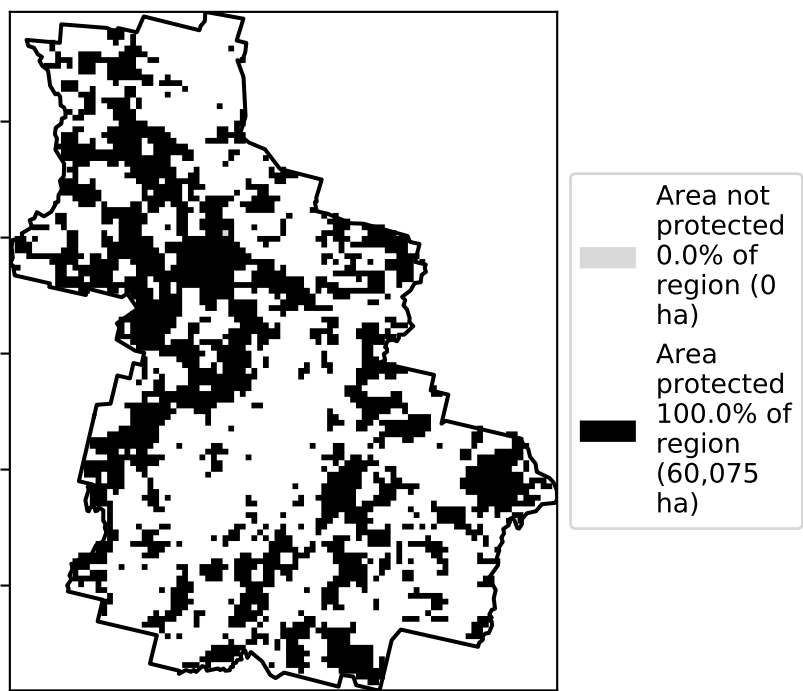 Area not
protected
0.0% of
region (0
ha)
Area
protected
100.0% of
region
(60,075
ha)